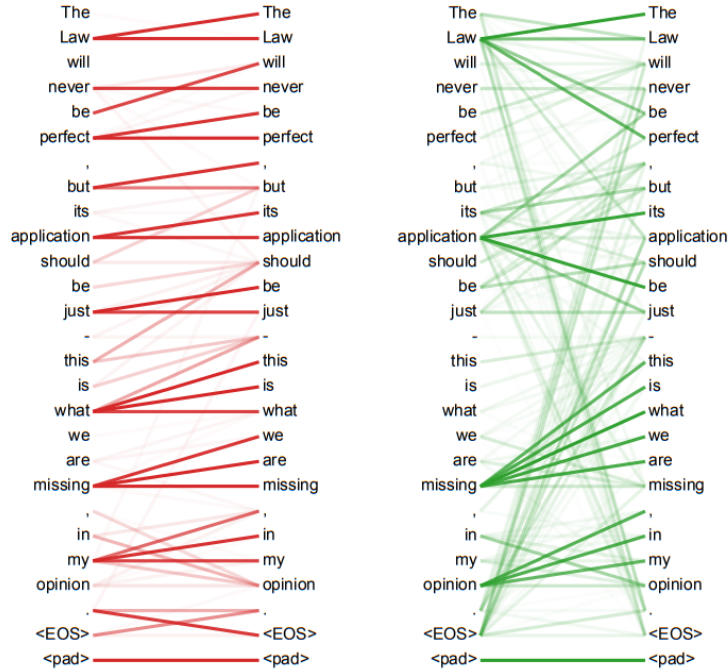 The The The The
Law Law Law Law
will will will will
never never never never
be be be be
perfect perfect perfect perfect
, , , ,
but but but but
its its its its
application application application application
should should should should
be be be be
just just just just
- - - -
this this this this
is is is is
what what what what
we we we we
are are are are
missing missing missing missing
, , , ,
in in in in
my my my my
opinion opinion opinion opinion
. . . .
<EOS> <EOS> <EOS> <EOS>
<pad> <pad> <pad> <pad>